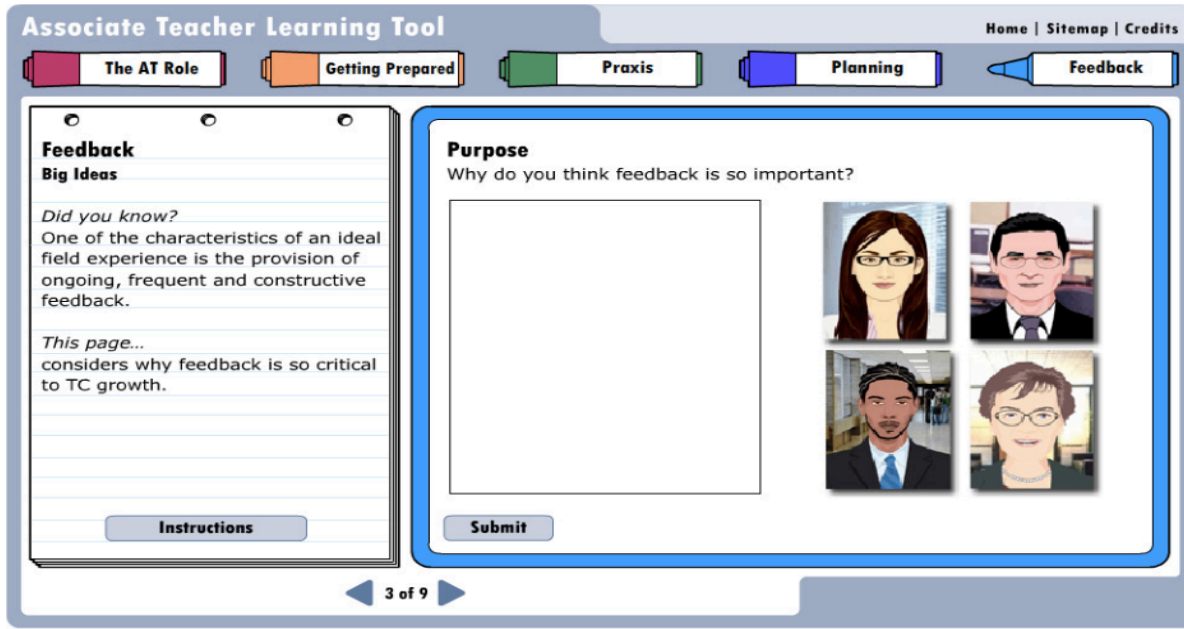 Associate Teacher Learning Tool
Home | Sitemap | Credits
The AT Role
Getting Prepared
Praxis
Planning
Feedback
Feedback
Big Ideas
Did you know?
One of the characteristics of an ideal
field experience is the provision of
ongoing, frequent and constructive
feedback.
This page...
considers why feedback is so critical
to TC growth.
Instructions
Purpose
Why do you think feedback is so important?
Submit
3 of 9